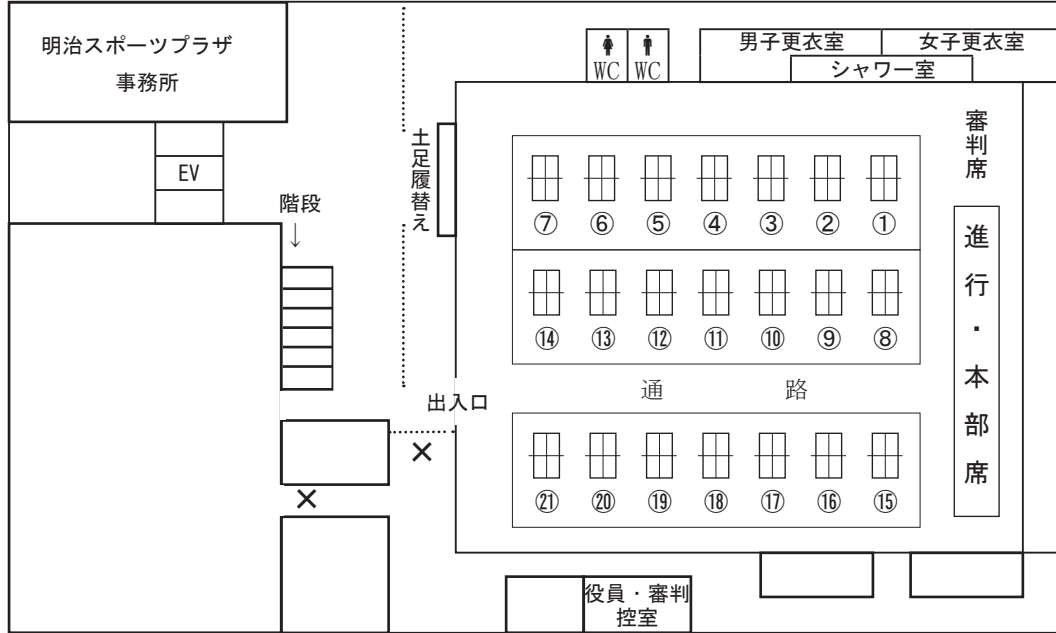 明治スポーツプラザ
事務所
EV
階段
↓
土足履替え
出入口
×
×
WC
WC
男子更衣室
女子更衣室
シャワー室
審判席
進行・本部席
⑦ ⑥ ⑤ ④ ③ ② ①
⑭ ⑬ ⑫ ⑪ ⑩ ⑨ ⑧
通路
㉑ ⑳ ⑲ ⑱ ⑰ ⑯ ⑮
役員・審判
控室